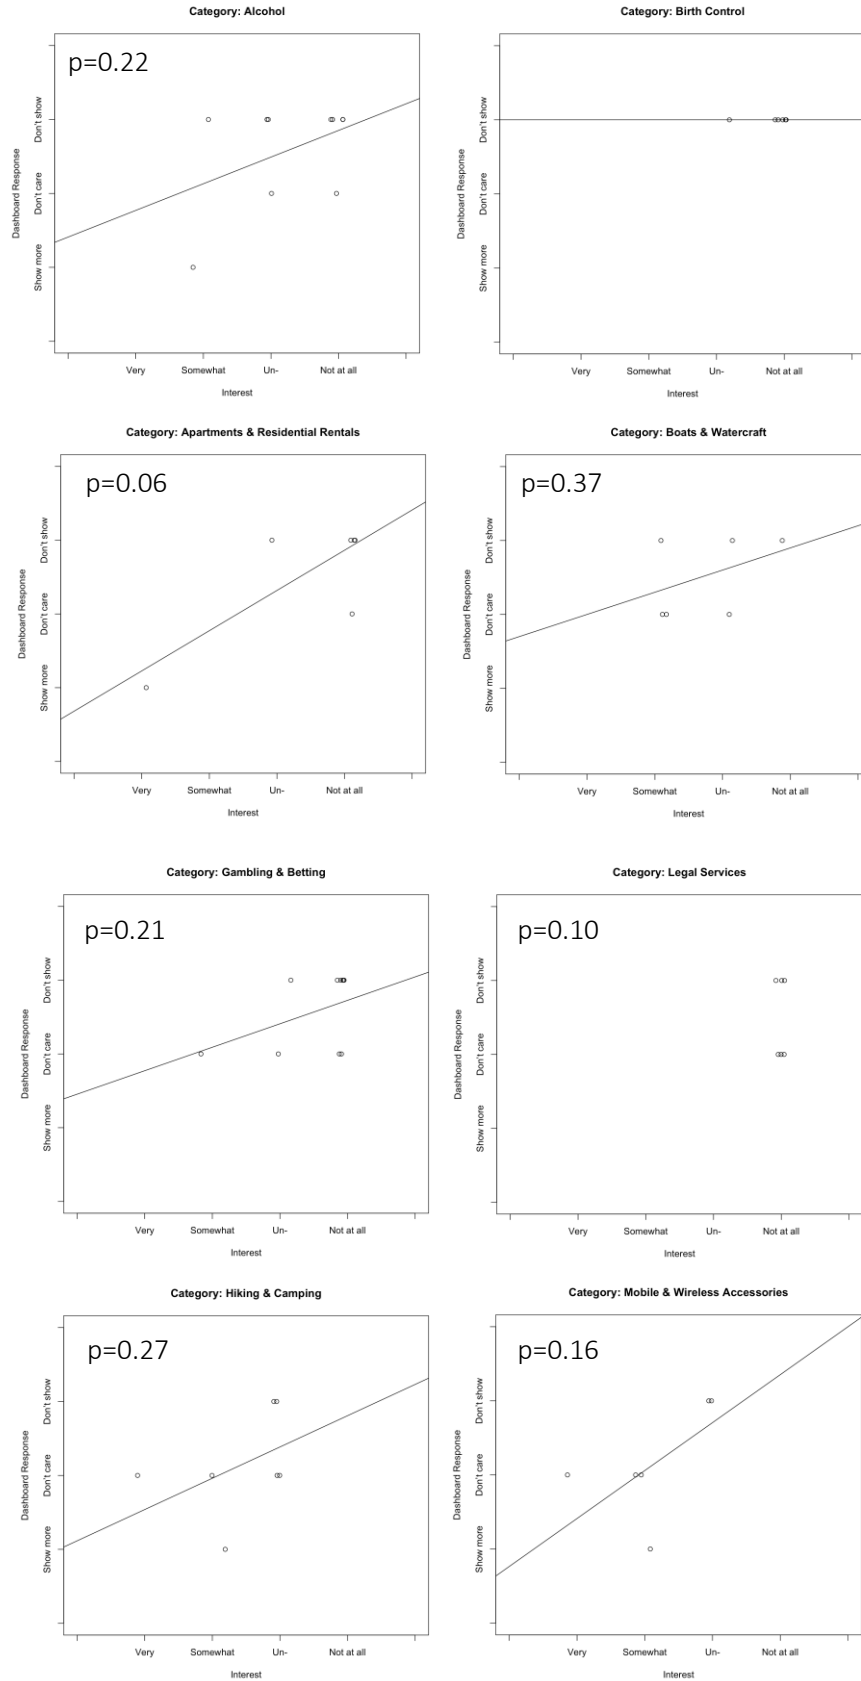 Category: Alcohol
p=0.22
Dashboard Response
Don't show
Don't care
Show more
Very Somewhat Un- Not at all
Interest
Category: Birth Control
Dashboard Response
Don't show
Don't care
Show more
Very Somewhat Un- Not at all
Interest
Category: Apartments & Residential Rentals
p=0.06
Dashboard Response
Don't show
Don't care
Show more
Very Somewhat Un- Not at all
Interest
Category: Boats & Watercraft
p=0.37
Dashboard Response
Don't show
Don't care
Show more
Very Somewhat Un- Not at all
Interest
Category: Gambling & Betting
p=0.21
Dashboard Response
Don't show
Don't care
Show more
Very Somewhat Un- Not at all
Interest
Category: Legal Services
p=0.10
Dashboard Response
Don't show
Don't care
Show more
Very Somewhat Un- Not at all
Interest
Category: Hiking & Camping
p=0.27
Dashboard Response
Don't show
Don't care
Show more
Very Somewhat Un- Not at all
Interest
Category: Mobile & Wireless Accessories
p=0.16
Dashboard Response
Don't show
Don't care
Show more
Very Somewhat Un- Not at all
Interest